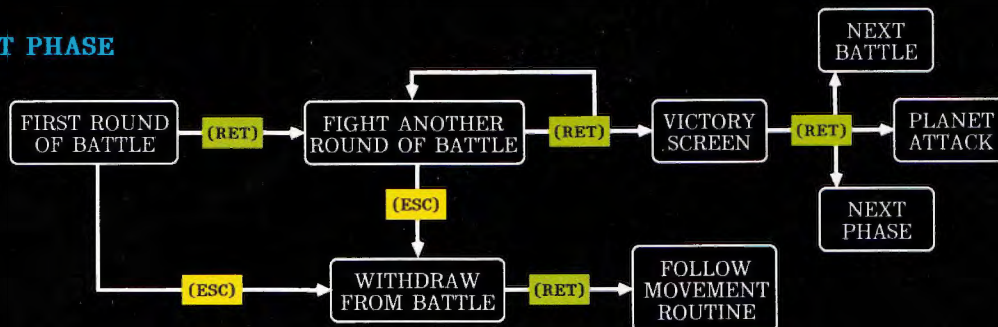 T PHASE
FIRST ROUND
OF BATTLE
(RET)
FIGHT ANOTHER
ROUND OF BATTLE
(RET)
VICTORY
SCREEN
(RET)
NEXT
BATTLE
PLANET
ATTACK
NEXT
PHASE
(ESC)
(ESC)
WITHDRAW
FROM BATTLE
(RET)
FOLLOW
MOVEMENT
ROUTINE